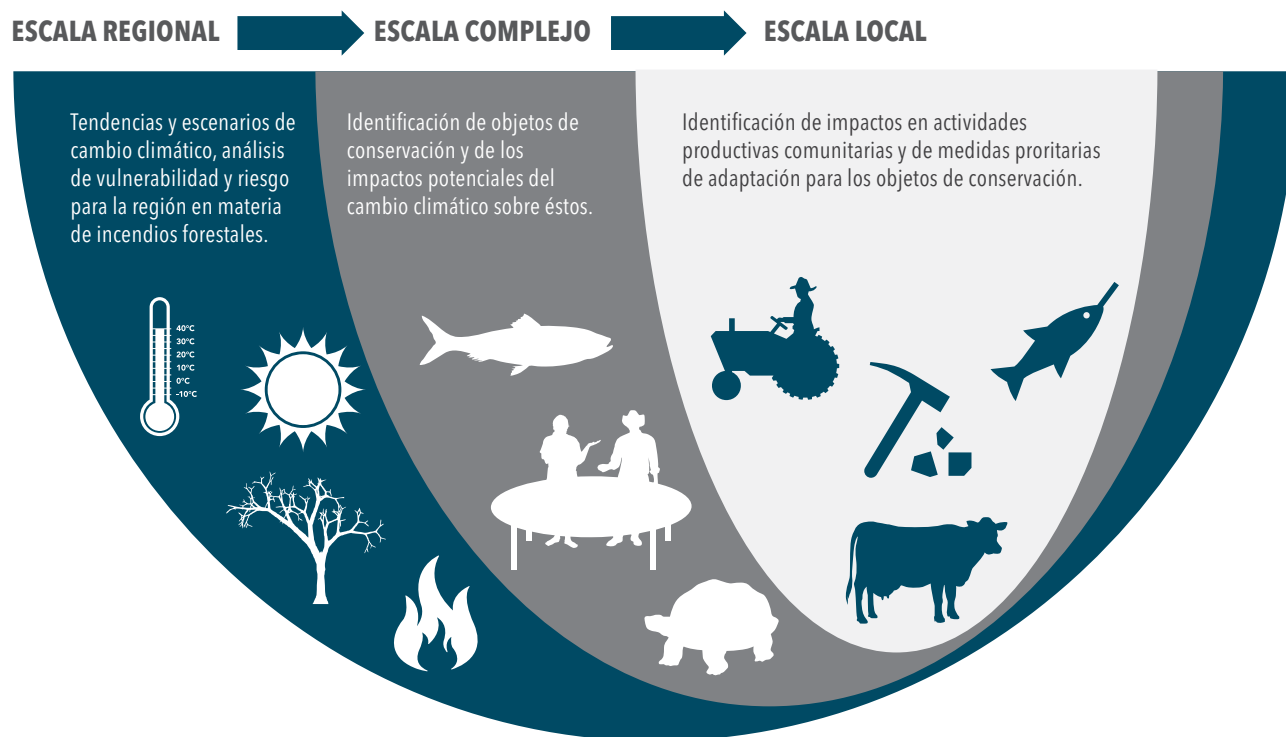 ESCALA REGIONAL
ESCALA COMPLEJO
ESCALA LOCAL
Tendencias y escenarios de
cambio climático, análisis
de vulnerabilidad y riesgo
para la región en materia
de incendios forestales.
Identificación de objetos de
conservación y de los
impactos potenciales del
cambio climático sobre éstos.
Identificación de impactos en actividades
productivas comunitarias y de medidas proritarias
de adaptación para los objetos de conservación.
40°C
30°C
20°C
10°C
0°C
-10°C